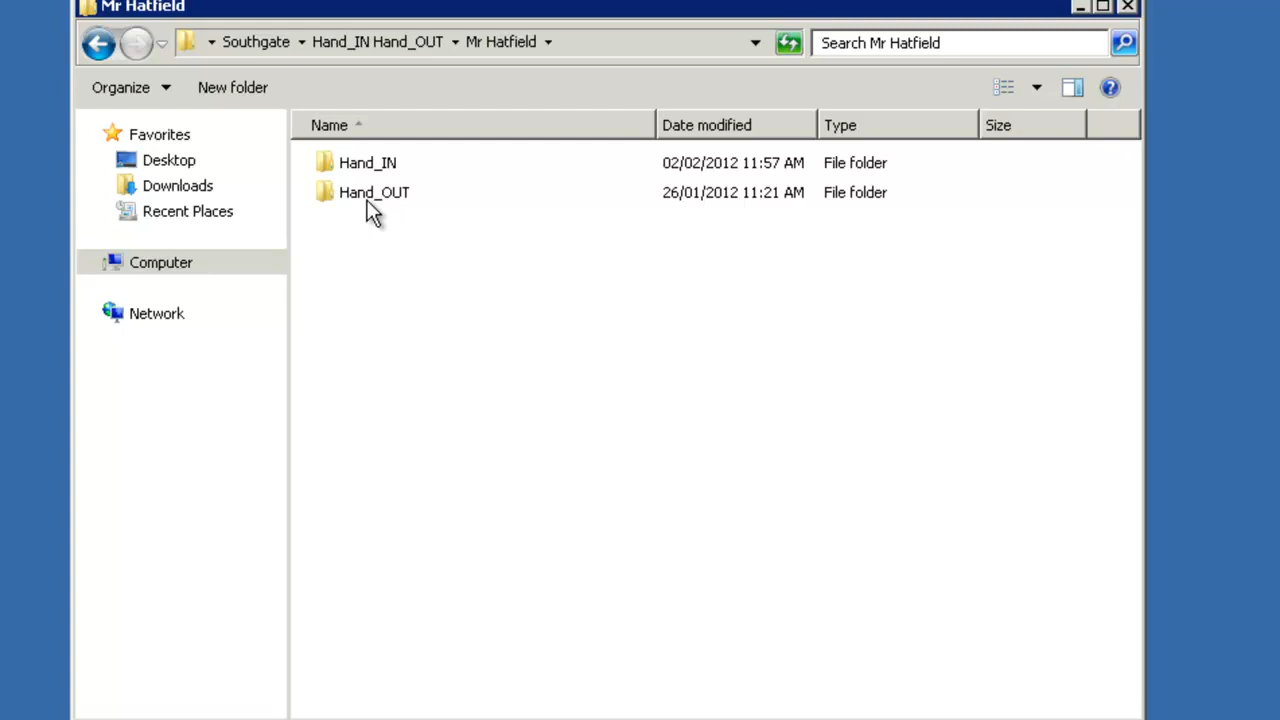 Mr Hatfield
Southgate Hand_IN Hand_OUT Mr Hatfield Search Mr Hatfield
Organize New folder
Name Date modified Type Size
Favorites
Desktop
Downloads
Recent Places
Computer
Network
Hand_IN 02/02/2012 11:57 AM File folder
Hand_OUT 26/01/2012 11:21 AM File folder